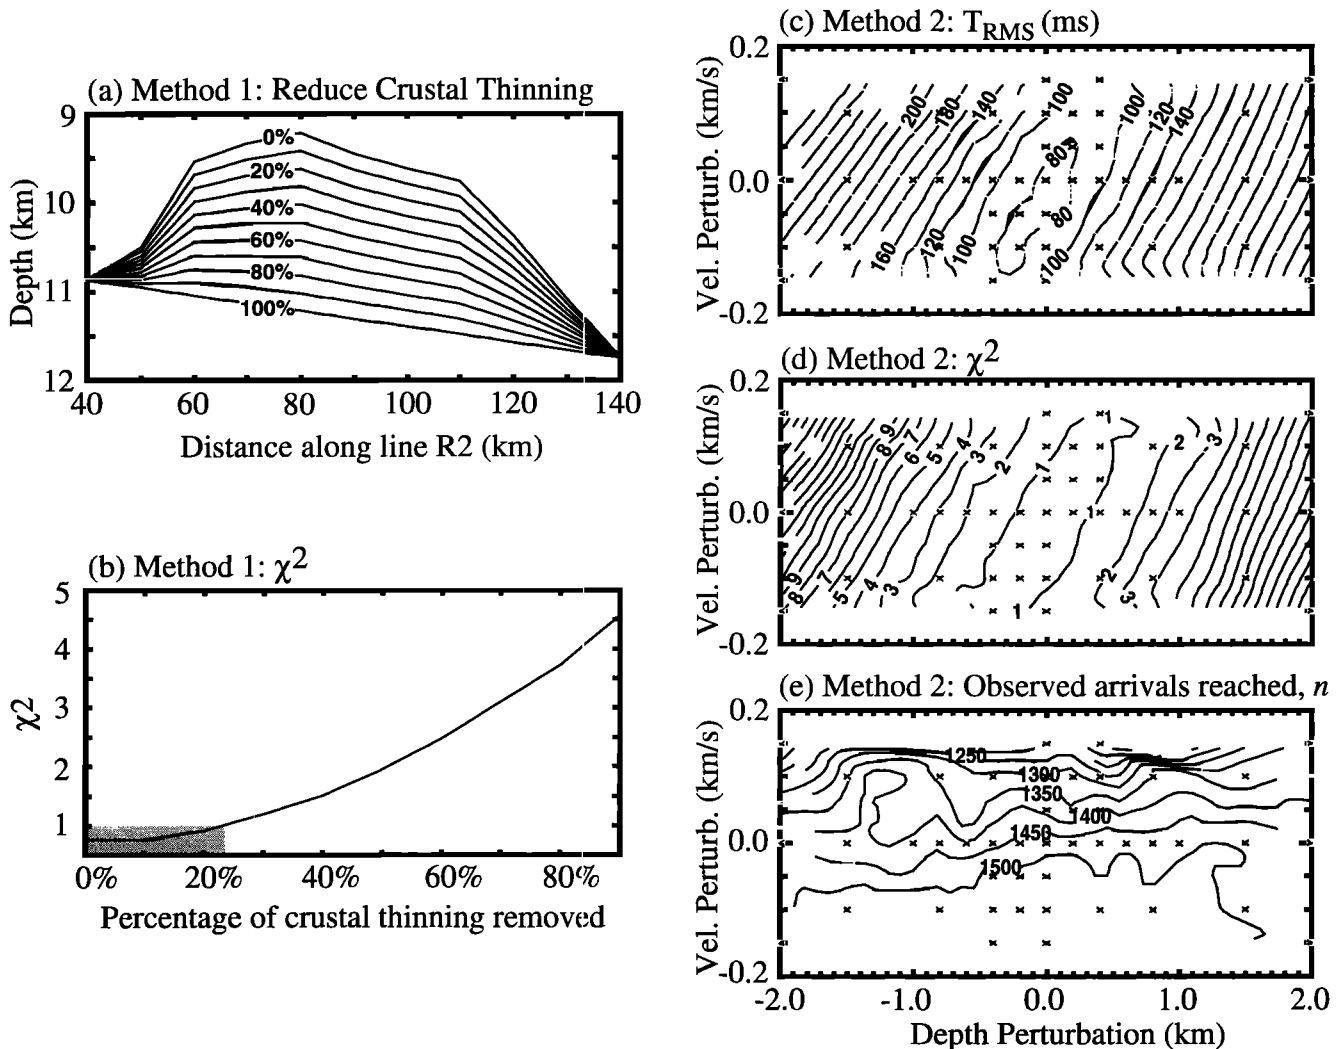 (a) Method 1: Reduce Crustal Thinning
9
10
11
12
Depth (km)
0%
20%
40%
60%
80%
100%
40 60 80 100 120 140
Distance along line R2 (km)
(b) Method 1: χ2
5
4
3
2
1
χ2
0% 20% 40% 60% 80%
Percentage of crustal thinning removed
(c) Method 2: TRMS (ms)
0.2
0.0
-0.2
Vel. Perturb. (km/s)
200 180 140 100 100 120 140
80
80
160 120 100 100
(d) Method 2: χ2
0.2
0.0
-0.2
Vel. Perturb. (km/s)
9 8 7 6 5 4 3 2 1 1 2 3
1
9 8 7 5 4 3 1 2 3
(e) Method 2: Observed arrivals reached, n
0.2
0.0
-0.2
Vel. Perturb. (km/s)
1250
1300
1350
1400
1450
1500
-2.0 -1.0 0.0 1.0 2.0
Depth Perturbation (km)